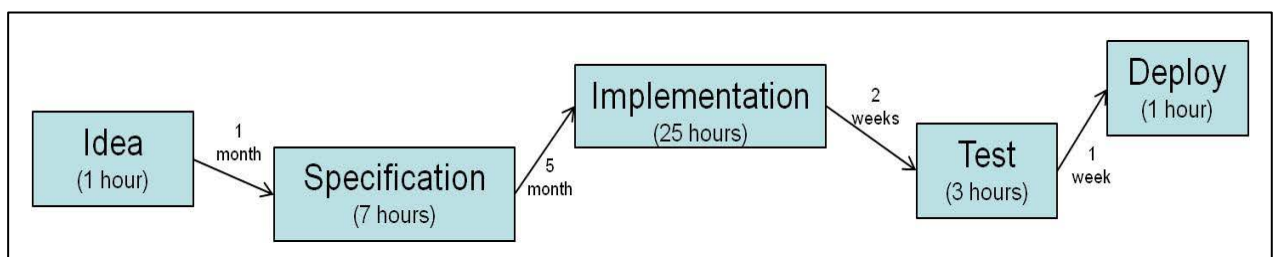 Idea
(1 hour)
1
month
Specification
(7 hours)
5
month
Implementation
(25 hours)
2
weeks
Test
(3 hours)
1
week
Deploy
(1 hour)